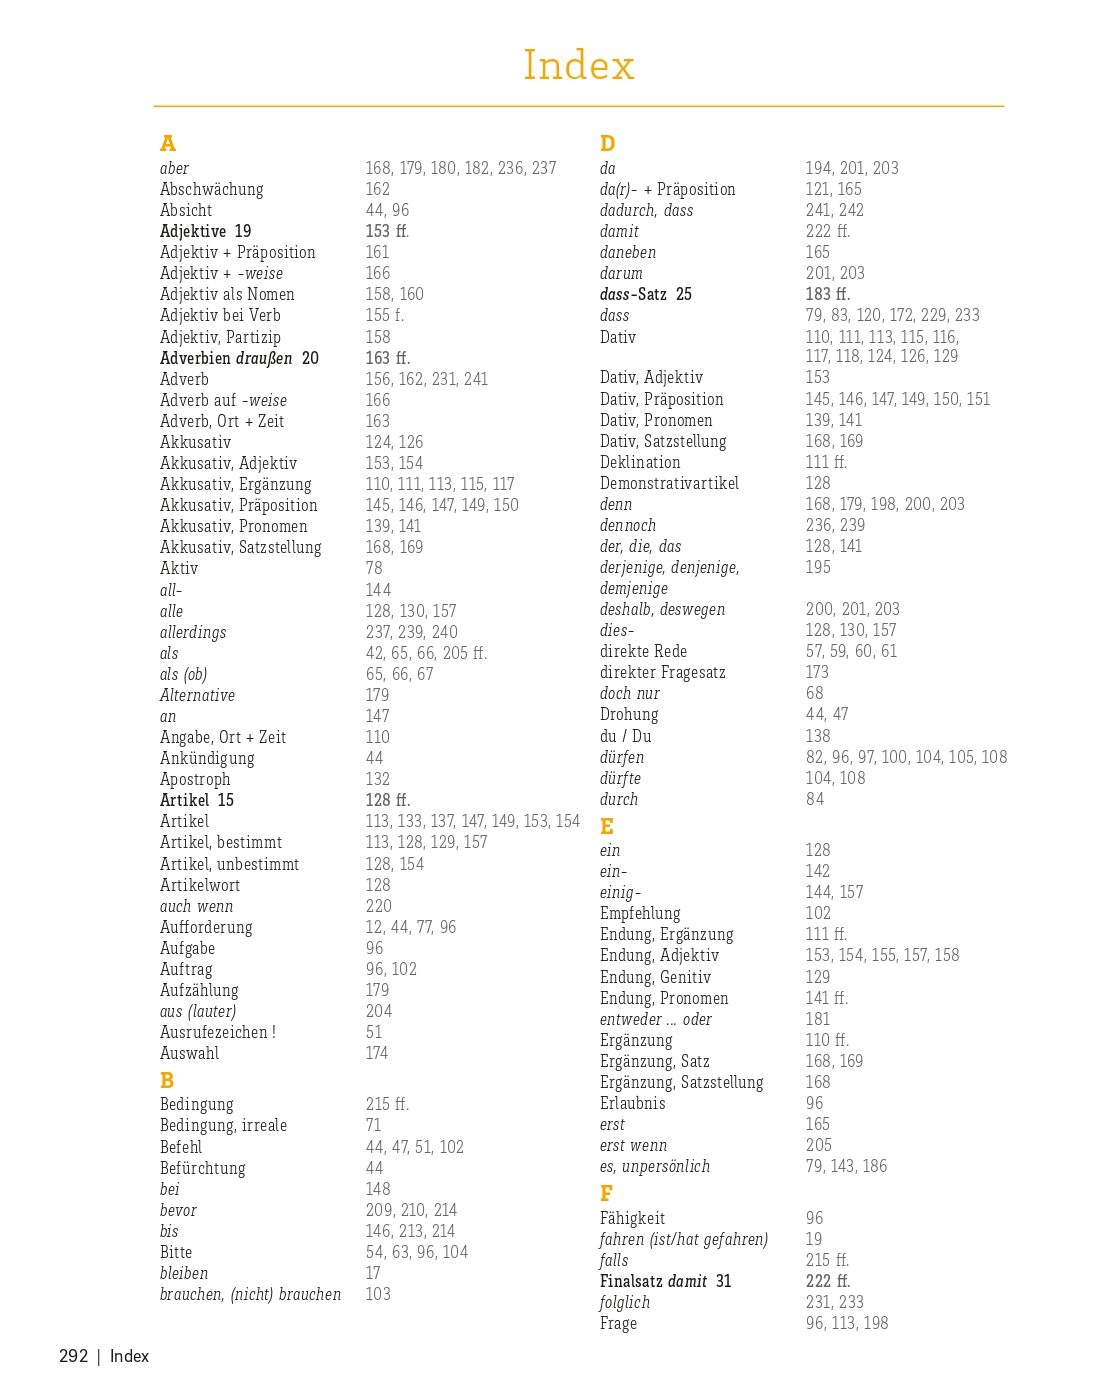 Index
A
aber 168, 179, 180, 182, 236, 237
Abschwächung 162
Absicht 44, 96
Adjektive 19 153 ff.
Adjektiv + Präposition 161
Adjektiv + -weise 166
Adjektiv als Nomen 158, 160
Adjektiv bei Verb 155 f.
Adjektiv, Partizip 158
Adverbien draußen 20 163 ff.
Adverb 156, 162, 231, 241
Adverb auf -weise 166
Adverb, Ort + Zeit 163
Akkusativ 124, 126
Akkusativ, Adjektiv 153, 154
Akkusativ, Ergänzung 110, 111, 113, 115, 117
Akkusativ, Präposition 145, 146, 147, 149, 150
Akkusativ, Pronomen 139, 141
Akkusativ, Satzstellung 168, 169
Aktiv 78
all- 144
alle 128, 130, 157
allerdings 237, 239, 240
als 42, 65, 66, 205 ff.
als (ob) 65, 66, 67
Alternative 179
an 147
Angabe, Ort + Zeit 110
Ankündigung 44
Apostroph 132
Artikel 15 128 ff.
Artikel 113, 133, 137, 147, 149, 153, 154
Artikel, bestimmt 113, 128, 129, 157
Artikel, unbestimmt 128, 154
Artikelwort 128
auch wenn 220
Aufforderung 12, 44, 77, 96
Aufgabe 96
Auftrag 96, 102
Aufzählung 179
aus (lauter) 204
Ausrufezeichen ! 51
Auswahl 174
B
Bedingung 215 ff.
Bedingung, irreale 71
Befehl 44, 47, 51, 102
Befürchtung 44
bei 148
bevor 209, 210, 214
bis 146, 213, 214
Bitte 54, 63, 96, 104
bleiben 17
brauchen, (nicht) brauchen 103
D
da 194, 201, 203
da(r)- + Präposition 121, 165
dadurch, dass 241, 242
damit 222 ff.
daneben 165
darum 201, 203
dass-Satz 25 183 ff.
dass 79, 83, 120, 172, 229, 233
Dativ 110, 111, 113, 115, 116,
117, 118, 124, 126, 129
Dativ, Adjektiv 153
Dativ, Präposition 145, 146, 147, 149, 150, 151
Dativ, Pronomen 139, 141
Dativ, Satzstellung 168, 169
Deklination 111 ff.
Demonstrativartikel 128
denn 168, 179, 198, 200, 203
dennoch 236, 239
der, die, das 128, 141
derjenige, denjenige, 195
demjenige
deshalb, deswegen 200, 201, 203
dies- 128, 130, 157
direkte Rede 57, 59, 60, 61
direkter Fragesatz 173
doch nur 68
Drohung 44, 47
du / Du 138
dürfen 82, 96, 97, 100, 104, 105, 108
dürfte 104, 108
durch 84
E
ein 128
ein- 142
einig- 144, 157
Empfehlung 102
Endung, Ergänzung 111 ff.
Endung, Adjektiv 153, 154, 155, 157, 158
Endung, Genitiv 129
Endung, Pronomen 141 ff.
entweder ... oder 181
Ergänzung 110 ff.
Ergänzung, Satz 168, 169
Ergänzung, Satzstellung 168
Erlaubnis 96
erst 165
erst wenn 205
es, unpersönlich 79, 143, 186
F
Fähigkeit 96
fahren (ist/hat gefahren) 19
falls 215 ff.
Finalsatz damit 31 222 ff.
folglich 231, 233
Frage 96, 113, 198
292 | Index